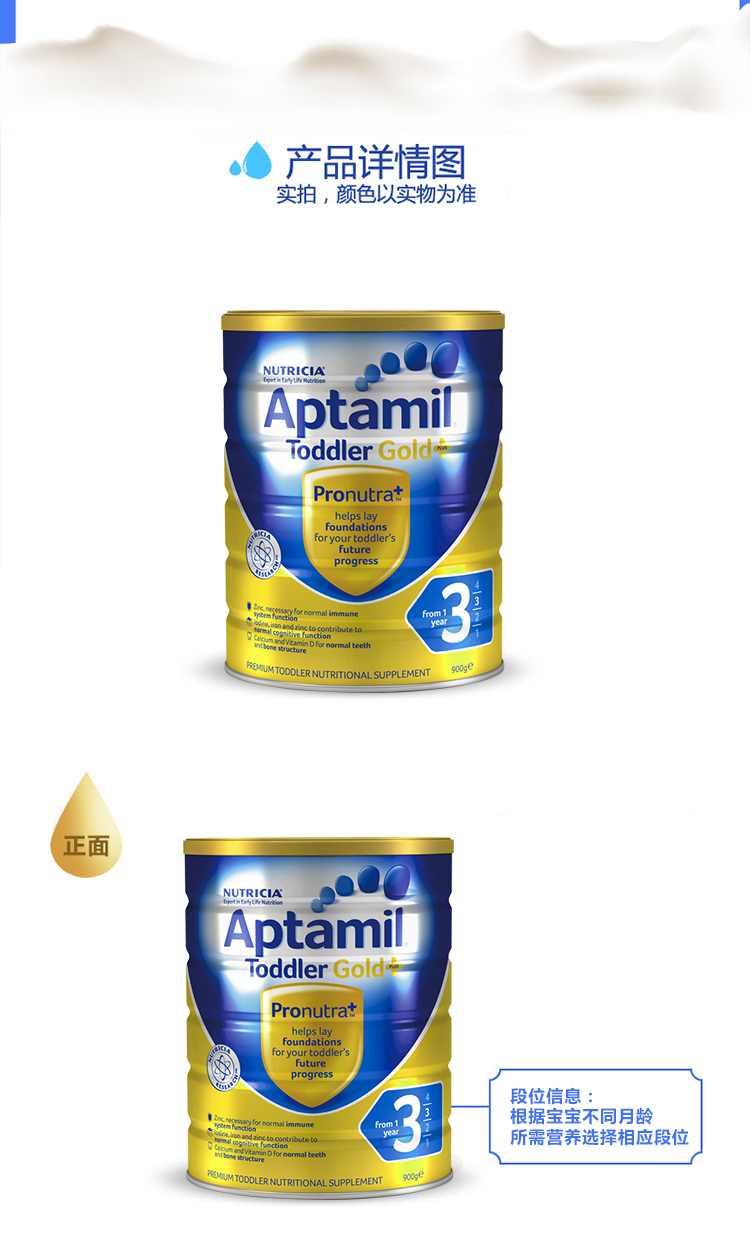 产品详情图
实拍，颜色以实物为准
NUTRICIA
Expert in Early Life Nutrition
Aptamil
Toddler Gold+ PLUS
Pronutra+™
helps lay
foundations
for your toddler's
future
progress
NUTRICIA
RESEARCH
Zinc, necessary for normal immune
system function
Iodine, iron and zinc to contribute to
normal cognitive function
Calcium and Vitamin D for normal teeth
and bone structure
from 1
year
3
4
3
2
1
PREMIUM TODDLER NUTRITIONAL SUPPLEMENT
900g℮
正面
NUTRICIA
Expert in Early Life Nutrition
Aptamil
Toddler Gold+ PLUS
Pronutra+™
helps lay
foundations
for your toddler's
future
progress
NUTRICIA
RESEARCH
Zinc, necessary for normal immune
system function
Iodine, iron and zinc to contribute to
normal cognitive function
Calcium and Vitamin D for normal teeth
and bone structure
from 1
year
3
4
3
2
1
PREMIUM TODDLER NUTRITIONAL SUPPLEMENT
900g℮
段位信息：
根据宝宝不同月龄
所需营养选择相应段位